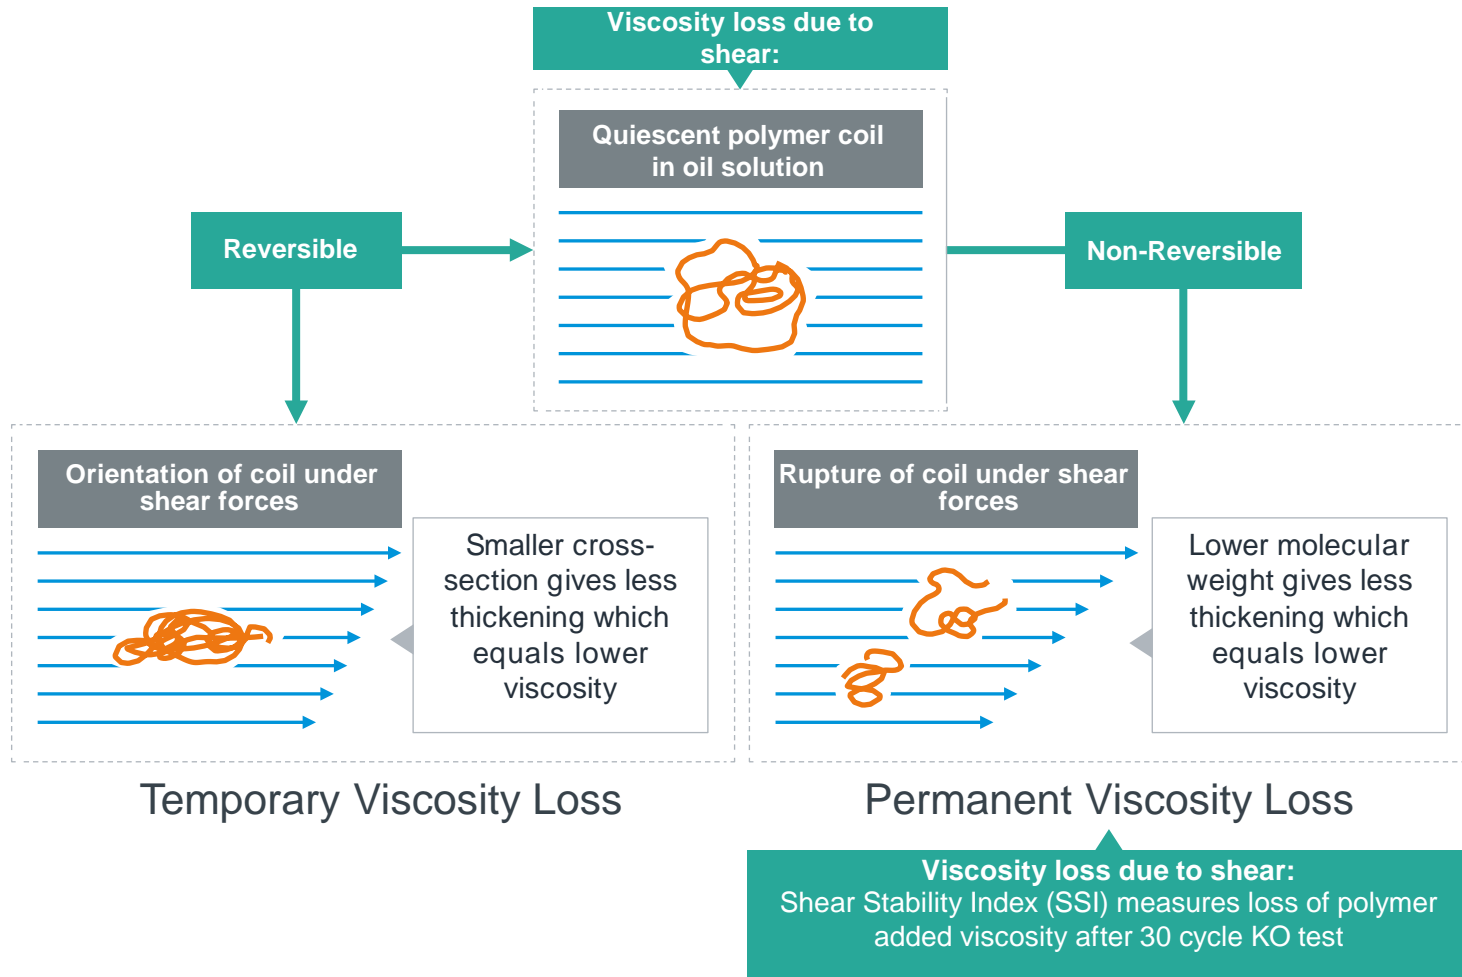 Viscosity loss due to
shear:
Quiescent polymer coil
in oil solution
Reversible
Non-Reversible
Orientation of coil under
shear forces
Smaller cross-
section gives less
thickening which
equals lower
viscosity
Rupture of coil under shear
forces
Lower molecular
weight gives less
thickening which
equals lower
viscosity
Temporary Viscosity Loss
Permanent Viscosity Loss
Viscosity loss due to shear:
Shear Stability Index (SSI) measures loss of polymer
added viscosity after 30 cycle KO test